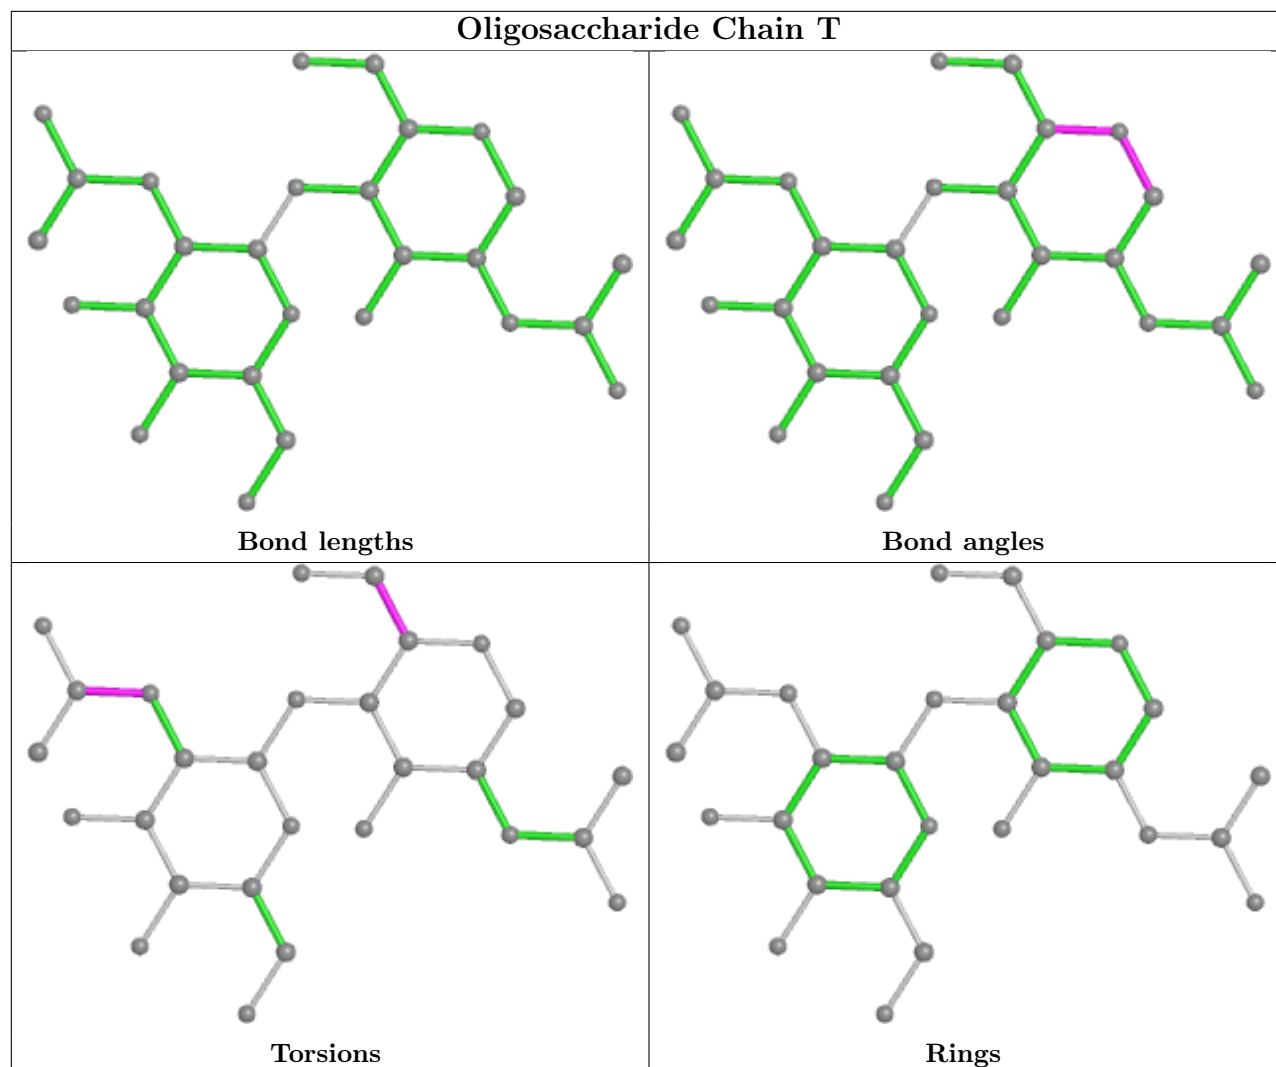 Oligosaccharide Chain T
Bond lengths
Bond angles
Torsions
Rings